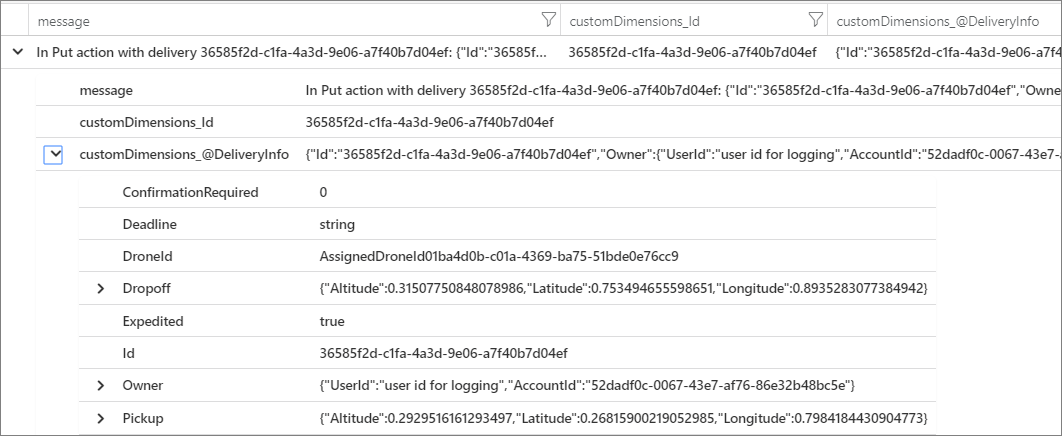 message customDimensions_Id customDimensions_@DeliveryInfo
In Put action with delivery 36585f2d-c1fa-4a3d-9e06-a7f40b7d04ef: {"Id":"36585f... 36585f2d-c1fa-4a3d-9e06-a7f40b7d04ef {"Id":"36585f2d-c1fa-4a3d-9e06-a7f4
message In Put action with delivery 36585f2d-c1fa-4a3d-9e06-a7f40b7d04ef: {"Id":"36585f2d-c1fa-4a3d-9e06-a7f40b7d04ef","Owne
customDimensions_Id 36585f2d-c1fa-4a3d-9e06-a7f40b7d04ef
customDimensions_@DeliveryInfo {"Id":"36585f2d-c1fa-4a3d-9e06-a7f40b7d04ef","Owner":{"UserId":"user id for logging","AccountId":"52dadf0c-0067-43e7-a
ConfirmationRequired 0
Deadline string
DroneId AssignedDroneId01ba4d0b-c01a-4369-ba75-51bde0e76cc9
Dropoff {"Altitude":0.31507750848078986,"Latitude":0.753494655598651,"Longitude":0.8935283077384942}
Expedited true
Id 36585f2d-c1fa-4a3d-9e06-a7f40b7d04ef
Owner {"UserId":"user id for logging","AccountId":"52dadf0c-0067-43e7-af76-86e32b48bc5e"}
Pickup {"Altitude":0.2929516161293497,"Latitude":0.26815900219052985,"Longitude":0.7984184430904773}